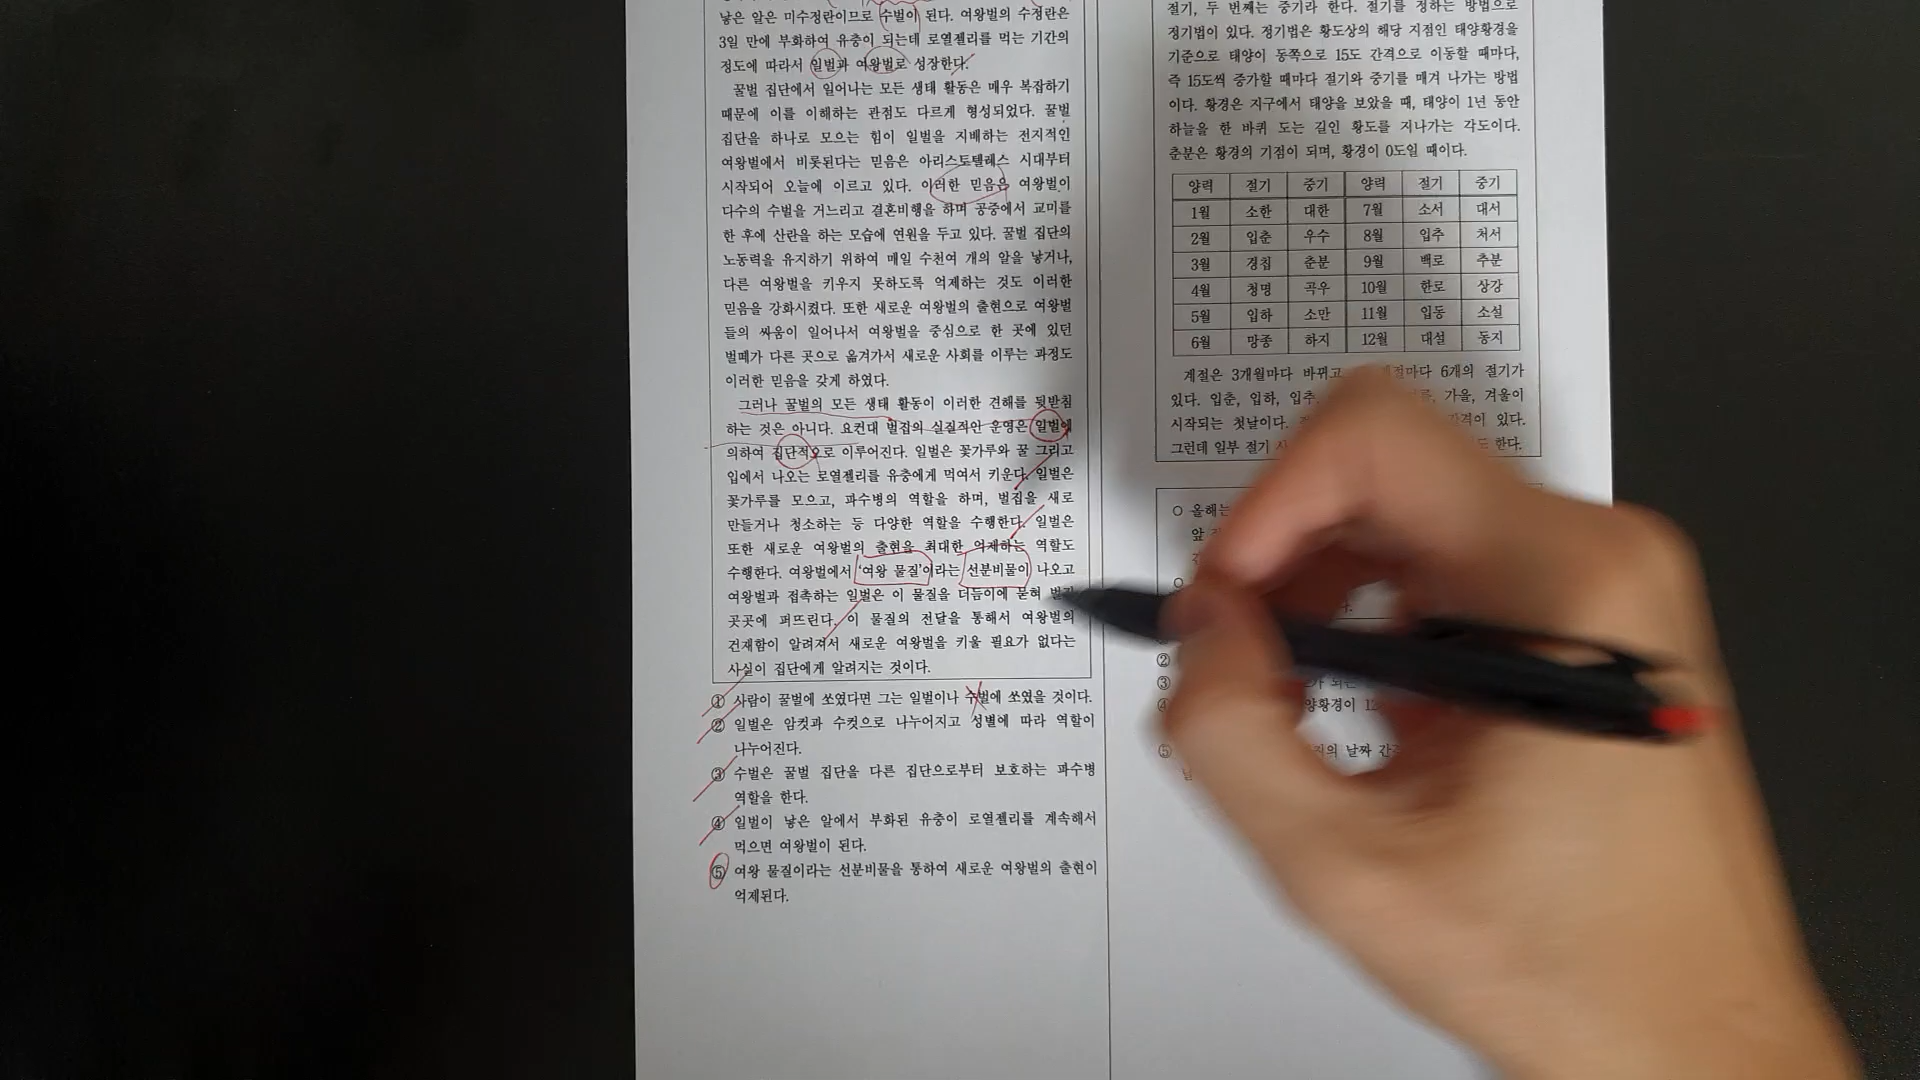 낳은 알은 미수정란이므로 수벌이 된다. 여왕벌의 수정란은
3일 만에 부화하여 유충이 되는데 로열젤리를 먹는 기간의
정도에 따라서 일벌과 여왕벌로 성장한다.
꿀벌 집단에서 일어나는 모든 생태 활동은 매우 복잡하기
때문에 이를 이해하는 관점도 다르게 형성되었다. 꿀벌
집단을 하나로 모으는 힘이 일벌을 지배하는 전지적인
여왕벌에서 비롯된다는 믿음은 아리스토텔레스 시대부터
시작되어 오늘에 이르고 있다. 이러한 믿음은 여왕벌이
다수의 수벌을 거느리고 결혼비행을 하며 공중에서 교미를
한 후에 산란을 하는 모습에 연원을 두고 있다. 꿀벌 집단의
노동력을 유지하기 위하여 매일 수천여 개의 알을 낳거나,
다른 여왕벌을 키우지 못하도록 억제하는 것도 이러한
믿음을 강화시켰다. 또한 새로운 여왕벌의 출현으로 여왕벌
들의 싸움이 일어나서 여왕벌을 중심으로 한 곳에 있던
벌떼가 다른 곳으로 옮겨가서 새로운 사회를 이루는 과정도
이러한 믿음을 갖게 하였다.
그러나 꿀벌의 모든 생태 활동이 이러한 견해를 뒷받침
하는 것은 아니다. 요컨대 벌집의 실질적인 운영은 일벌에
의하여 집단적으로 이루어진다. 일벌은 꽃가루와 꿀 그리고
입에서 나오는 로열젤리를 유충에게 먹여서 키운다. 일벌은
꽃가루를 모으고, 파수병의 역할을 하며, 벌집을 새로
만들거나 청소하는 등 다양한 역할을 수행한다. 일벌은
또한 새로운 여왕벌의 출현을 최대한 억제하는 역할도
수행한다. 여왕벌에서 '여왕 물질'이라는 선분비물이 나오고
여왕벌과 접촉하는 일벌은 이 물질을 더듬이에 묻혀
곳곳에 퍼뜨린다. 이 물질의 전달을 통해서 여왕벌의
건재함이 알려져서 새로운 여왕벌을 키울 필요가 없다는
사실이 집단에게 알려지는 것이다.
① 사람이 꿀벌에 쏘였다면 그는 일벌이나 수벌에 쏘였을 것이다.
② 일벌은 암컷과 수컷으로 나누어지고 성별에 따라 역할이
나누어진다.
③ 수벌은 꿀벌 집단을 다른 집단으로부터 보호하는 파수병
역할을 한다.
④ 일벌이 낳은 알에서 부화된 유충이 로열젤리를 계속해서
먹으면 여왕벌이 된다.
⑤ 여왕 물질이라는 선분비물을 통하여 새로운 여왕벌의 출현이
억제된다.
절기, 두 번째는 중기라 한다. 절기를 정하는 방법으로
정기법이 있다. 정기법은 황도상의 해당 지점인 태양황경을
기준으로 태양이 동쪽으로 15도 간격으로 이동할 때마다,
즉 15도씩 증가할 때마다 절기와 중기를 매겨 나가는 방법
이다. 황경은 지구에서 태양을 보았을 때, 태양이 1년 동안
하늘을 한 바퀴 도는 길인 황도를 지나가는 각도이다.
춘분은 황경의 기점이 되며, 황경이 0도일 때이다.
양력 절기 중기 양력 절기 중기
1월 소한 대한 7월 소서 대서
2월 입춘 우수 8월 입추 처서
3월 경칩 춘분 9월 백로 추분
4월 청명 곡우 10월 한로 상강
5월 입하 소만 11월 입동 소설
6월 망종 하지 12월 대설 동지
계절은 3개월마다 바뀌고 6개의 절기가
있다. 입춘, 입하, 입추, 가을, 겨울이
시작되는 첫날이다. 간격이 있다.
그런데 일부 절기 한다.
○ 올해는
앞
○
②
③
④
⑤ 날짜 간